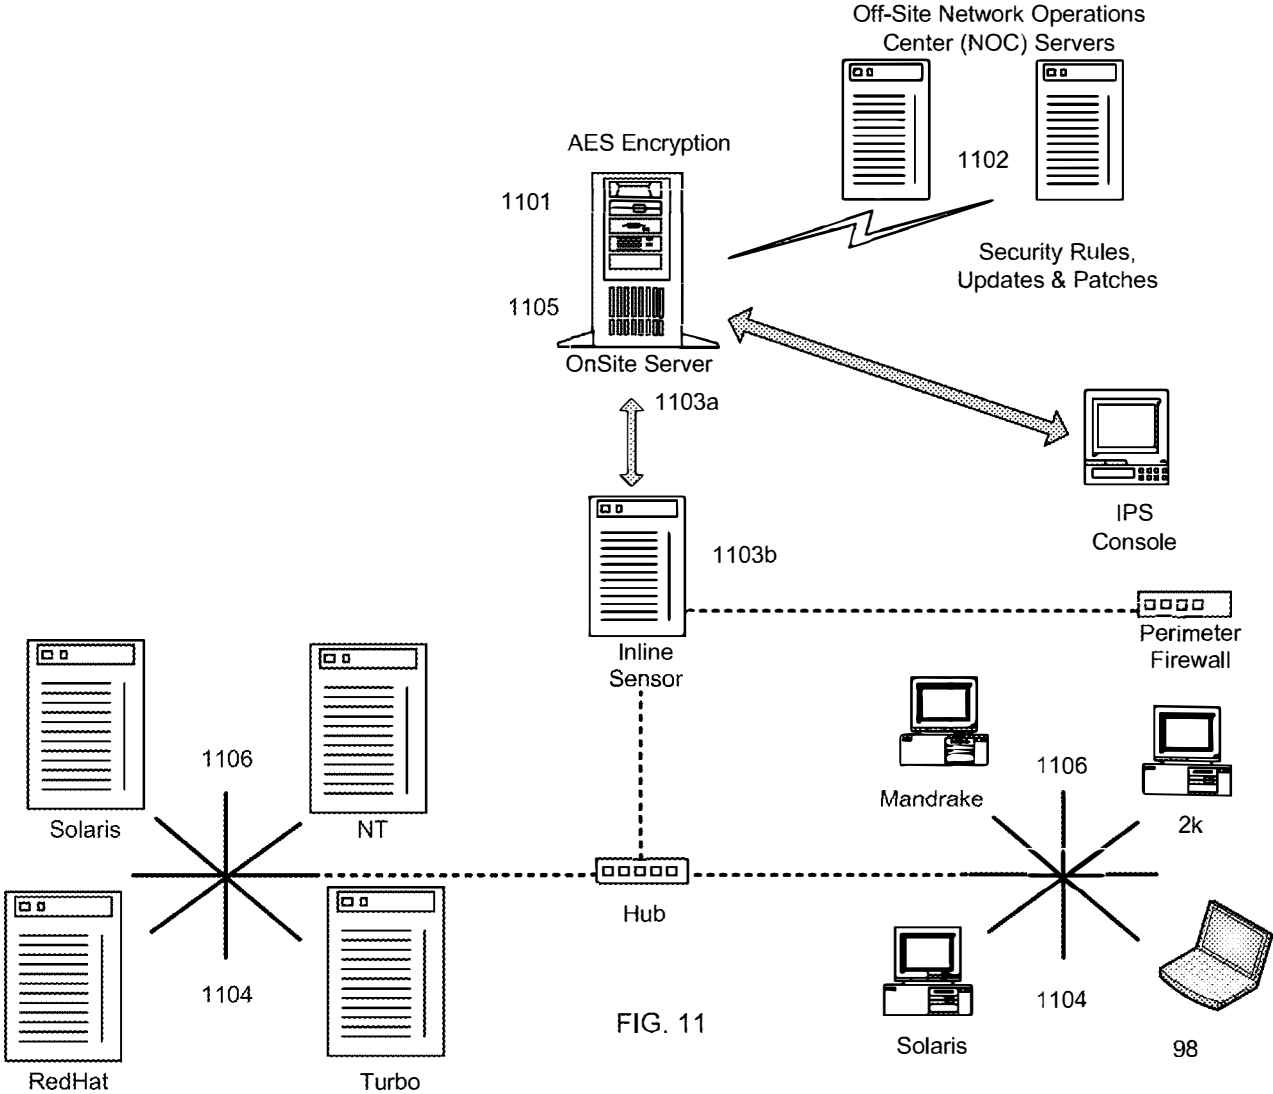 Off-Site Network Operations
Center (NOC) Servers
AES Encryption
1102
1101
Security Rules,
Updates & Patches
1105
OnSite Server
1103a
IPS
Console
1103b
Perimeter
Firewall
Inline
Sensor
1106
1106
Mandrake
2k
Solaris
NT
Hub
1104
1104
FIG. 11
Solaris
98
RedHat
Turbo